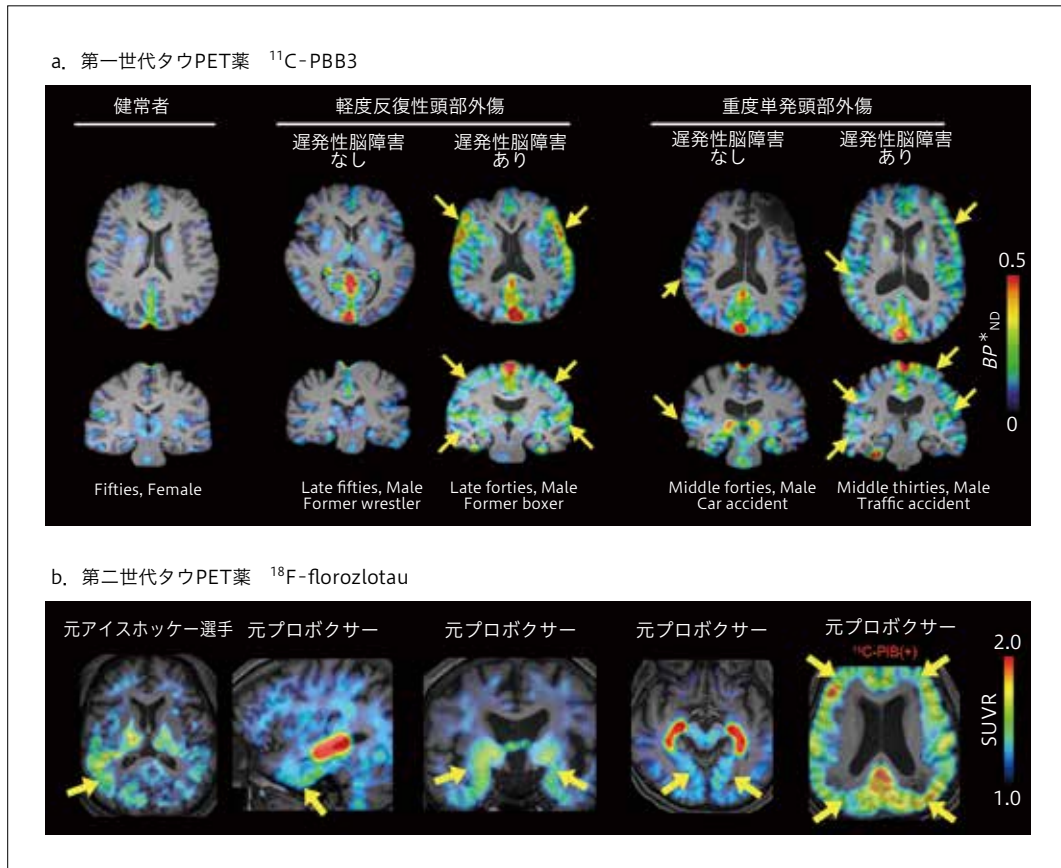 a. 第一世代タウPET薬 ¹¹C-PBB3
健常者
軽度反復性頭部外傷
重度単発頭部外傷
遅発性脳障害
なし
遅発性脳障害
あり
遅発性脳障害
なし
遅発性脳障害
あり
0.5
BP*ND
0
Fifties, Female
Late fifties, Male
Former wrestler
Late forties, Male
Former boxer
Middle forties, Male
Car accident
Middle thirties, Male
Traffic accident
b. 第二世代タウPET薬 ¹⁸F-florozlotau
元アイスホッケー選手
元プロボクサー
元プロボクサー
元プロボクサー
元プロボクサー
¹¹C-PIB(+)
2.0
SUVR
1.0